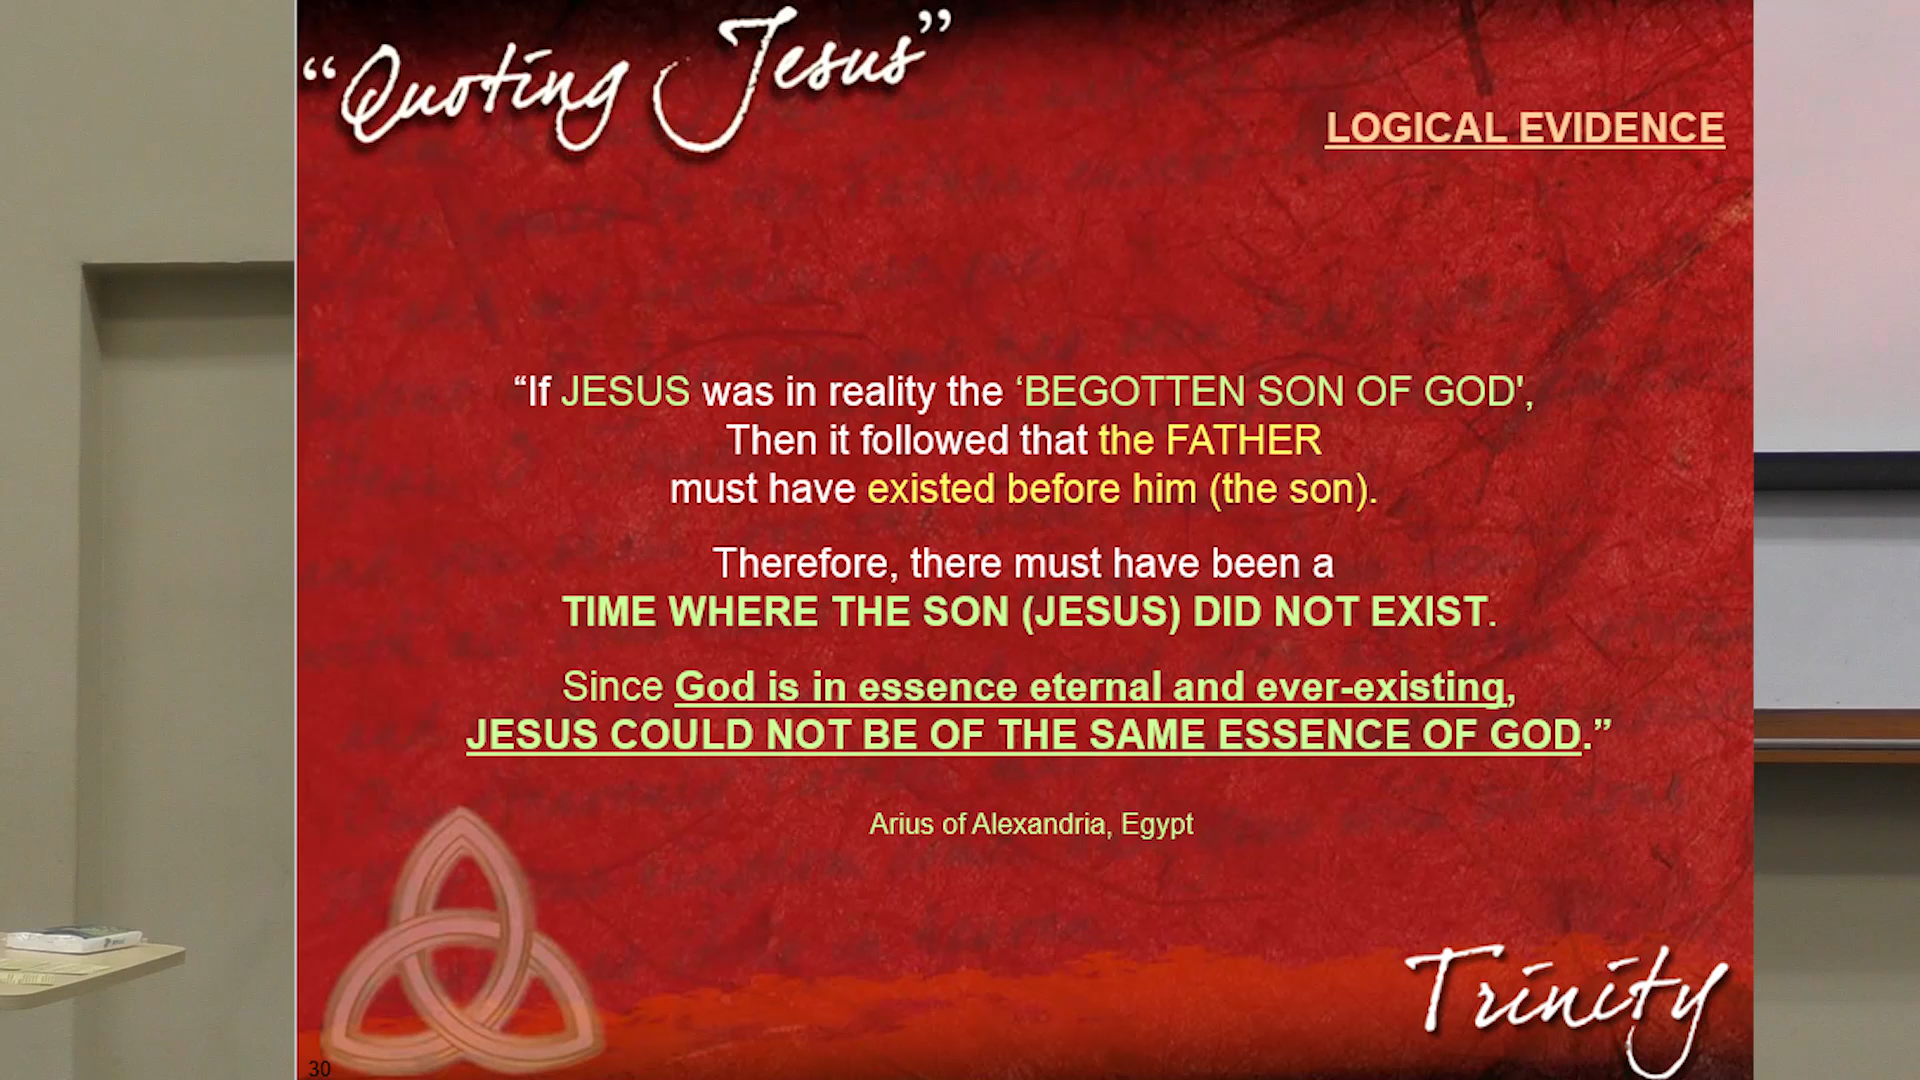 “Quoting Jesus”
LOGICAL EVIDENCE
“If JESUS was in reality the ‘BEGOTTEN SON OF GOD',
Then it followed that the FATHER
must have existed before him (the son).
Therefore, there must have been a
TIME WHERE THE SON (JESUS) DID NOT EXIST.
Since God is in essence eternal and ever-existing,
JESUS COULD NOT BE OF THE SAME ESSENCE OF GOD.”
Arius of Alexandria, Egypt
Trinity
30